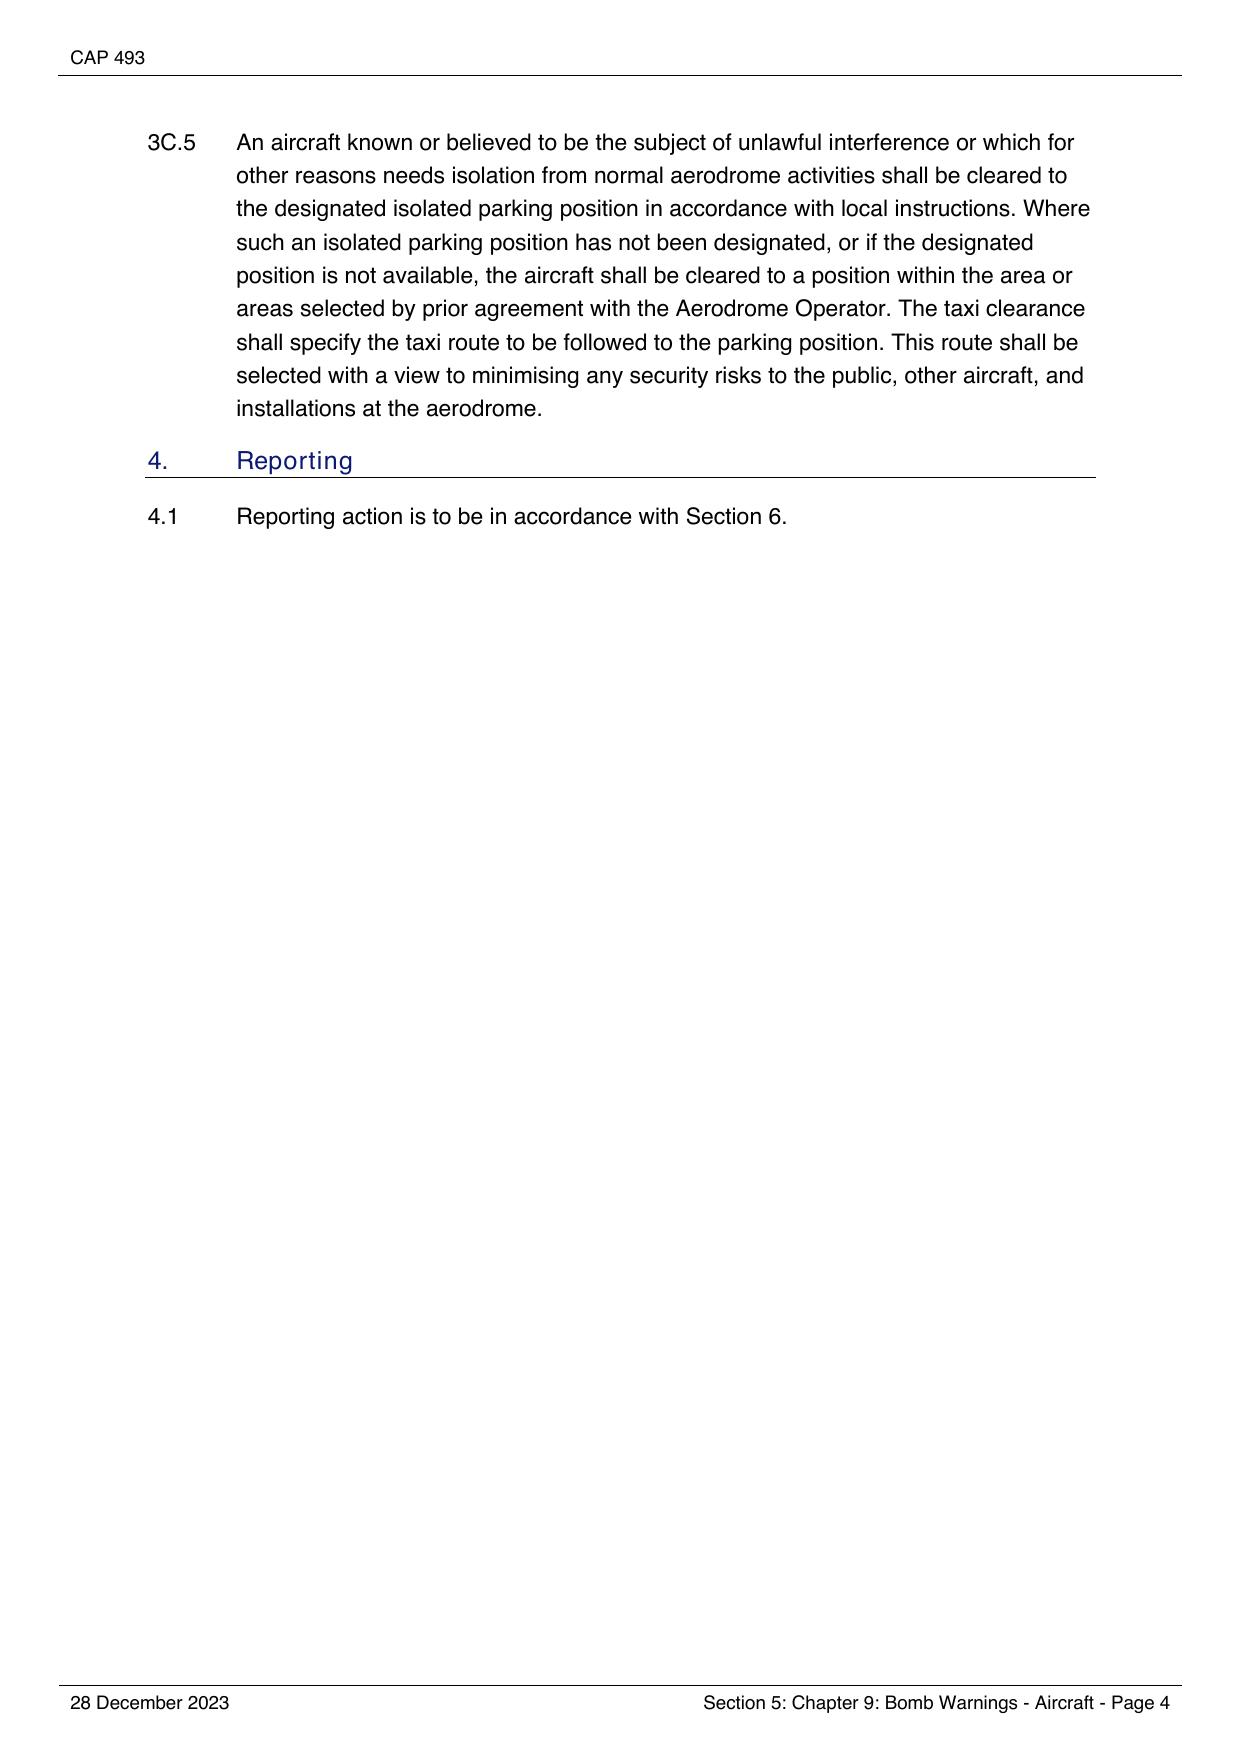 CAP 493
3C.5 An aircraft known or believed to be the subject of unlawful interference or which for
other reasons needs isolation from normal aerodrome activities shall be cleared to
the designated isolated parking position in accordance with local instructions. Where
such an isolated parking position has not been designated, or if the designated
position is not available, the aircraft shall be cleared to a position within the area or
areas selected by prior agreement with the Aerodrome Operator. The taxi clearance
shall specify the taxi route to be followed to the parking position. This route shall be
selected with a view to minimising any security risks to the public, other aircraft, and
installations at the aerodrome.
4. Reporting
4.1 Reporting action is to be in accordance with Section 6.
28 December 2023 Section 5: Chapter 9: Bomb Warnings - Aircraft - Page 4